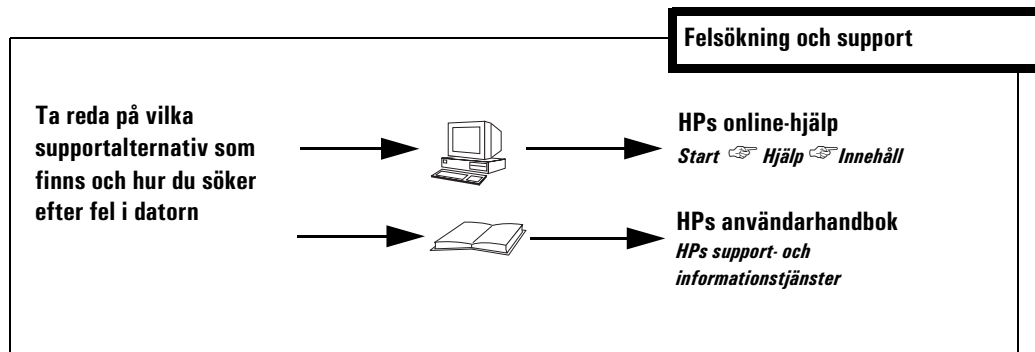 Felsökning och support
Ta reda på vilka
supportalternativ som
finns och hur du söker
efter fel i datorn
HPs online-hjälp
Start ☞ Hjälp ☞ Innehåll
HPs användarhandbok
HPs support- och
informationstjänster